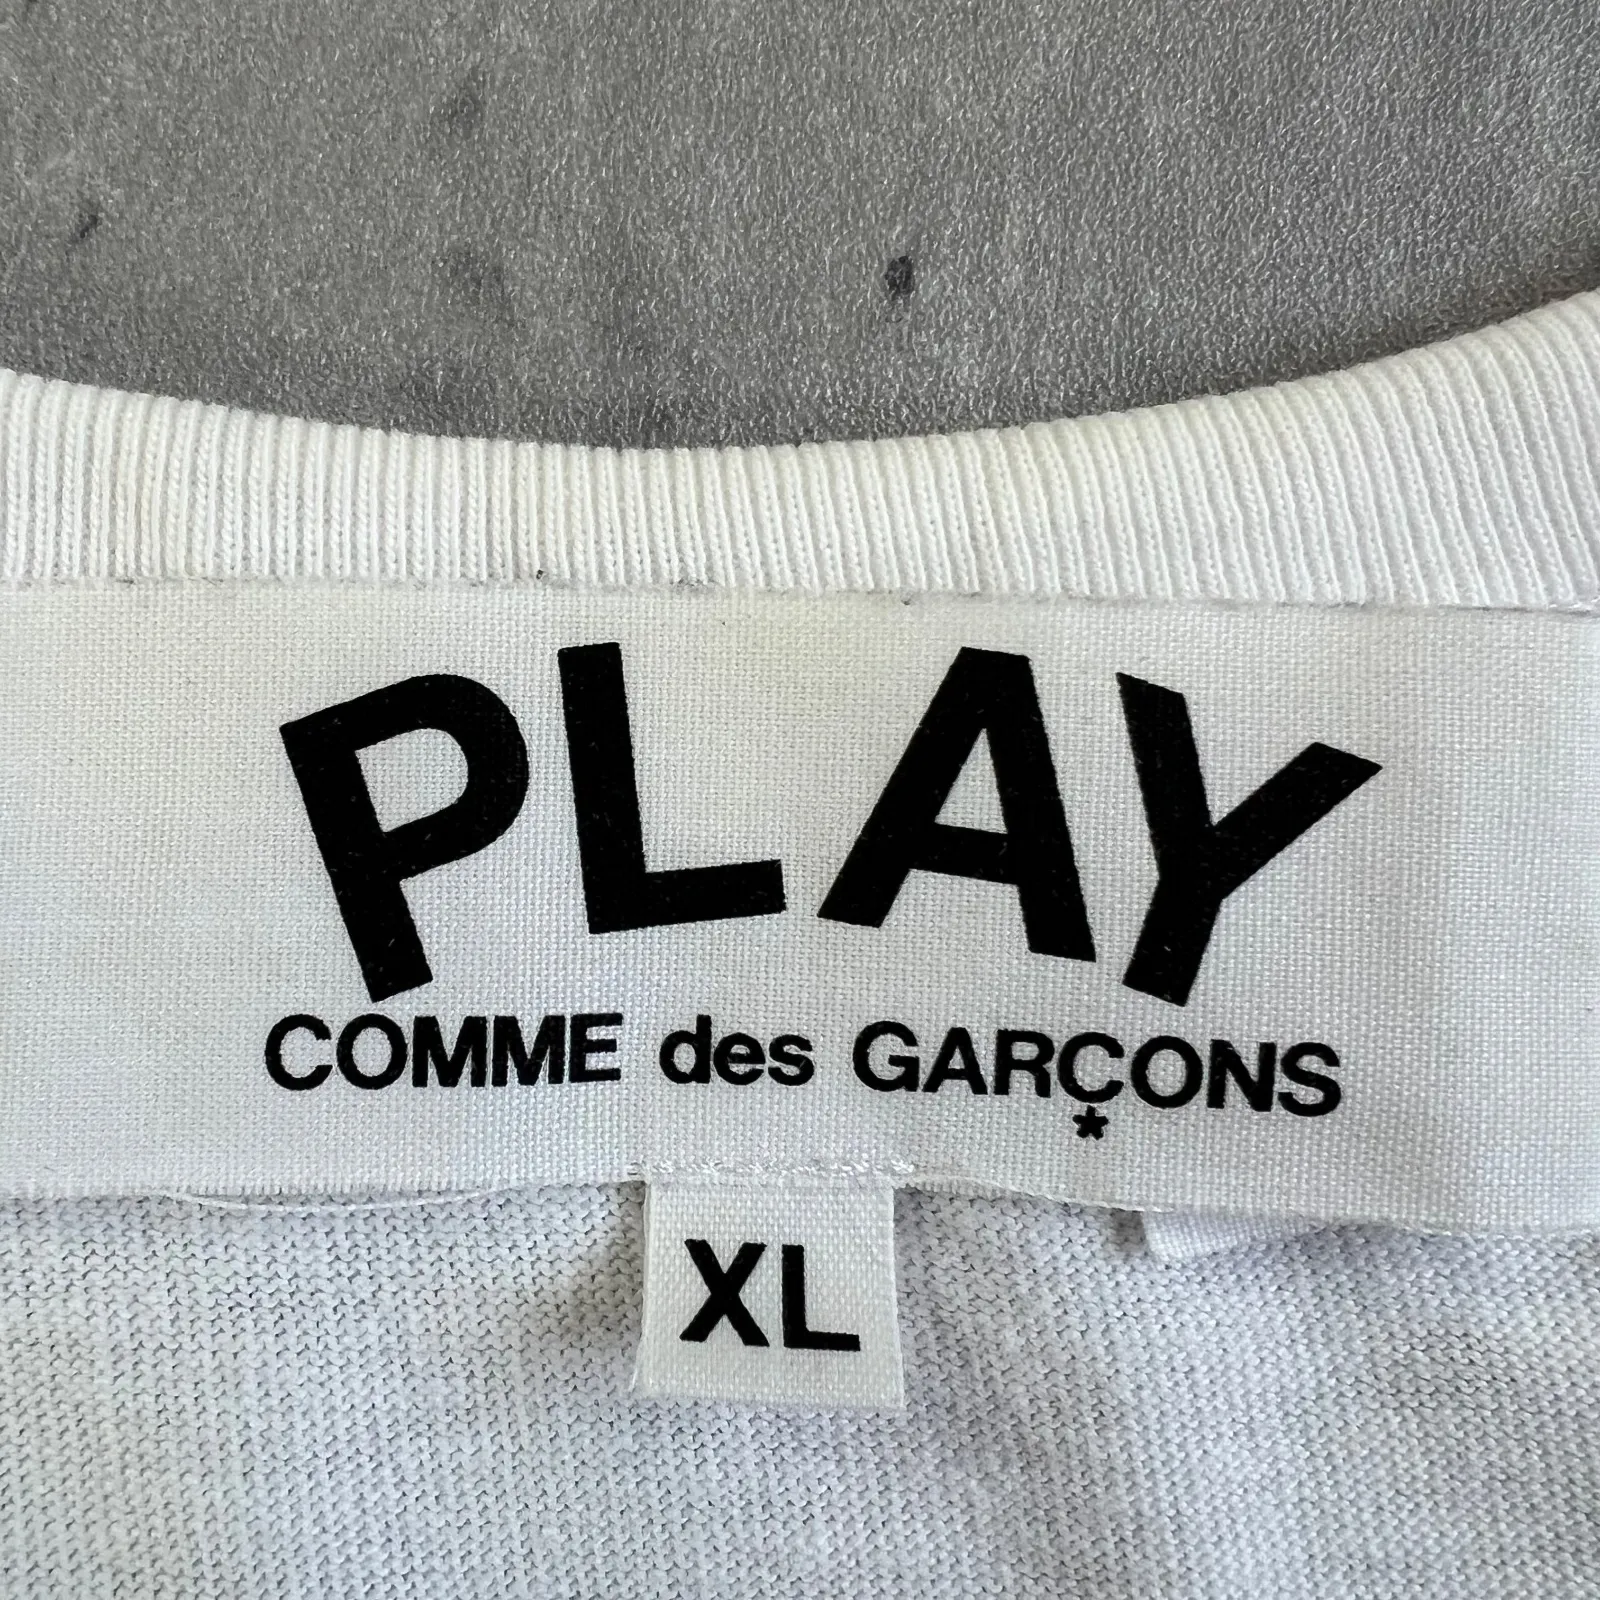 PLAY
COMME des GARÇONS
*
XL